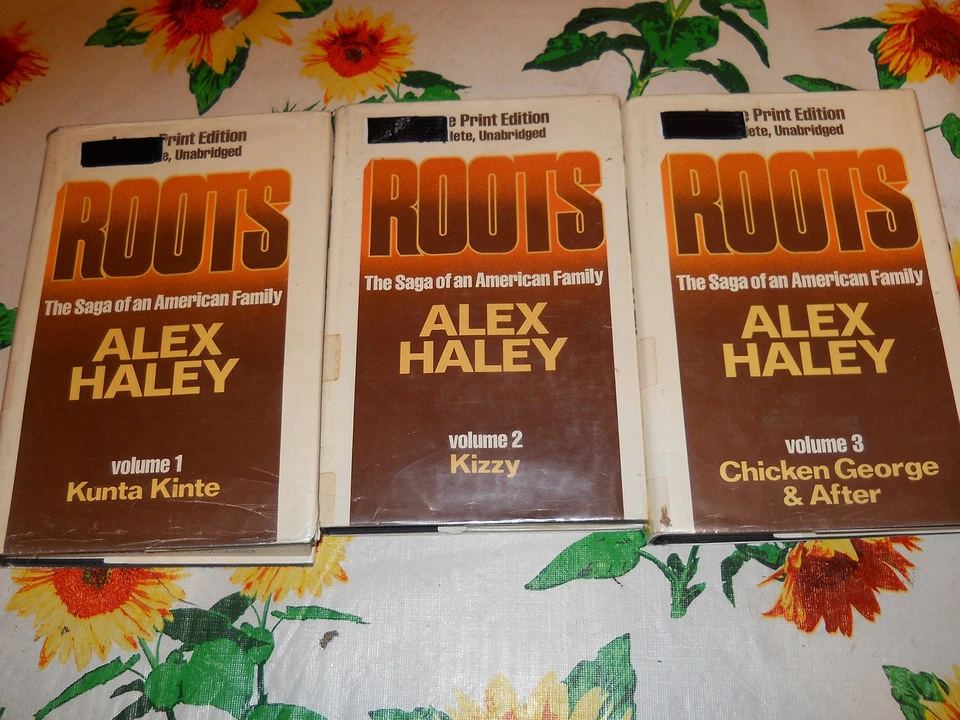 Print Edition
Unabridged
ROOTS
The Saga of an American Family
ALEX
HALEY
volume 1
Kunta Kinte
Print Edition
Unabridged
ROOTS
The Saga of an American Family
ALEX
HALEY
volume 2
Kizzy
Print Edition
Unabridged
ROOTS
The Saga of an American Family
ALEX
HALEY
volume 3
Chicken George
& After